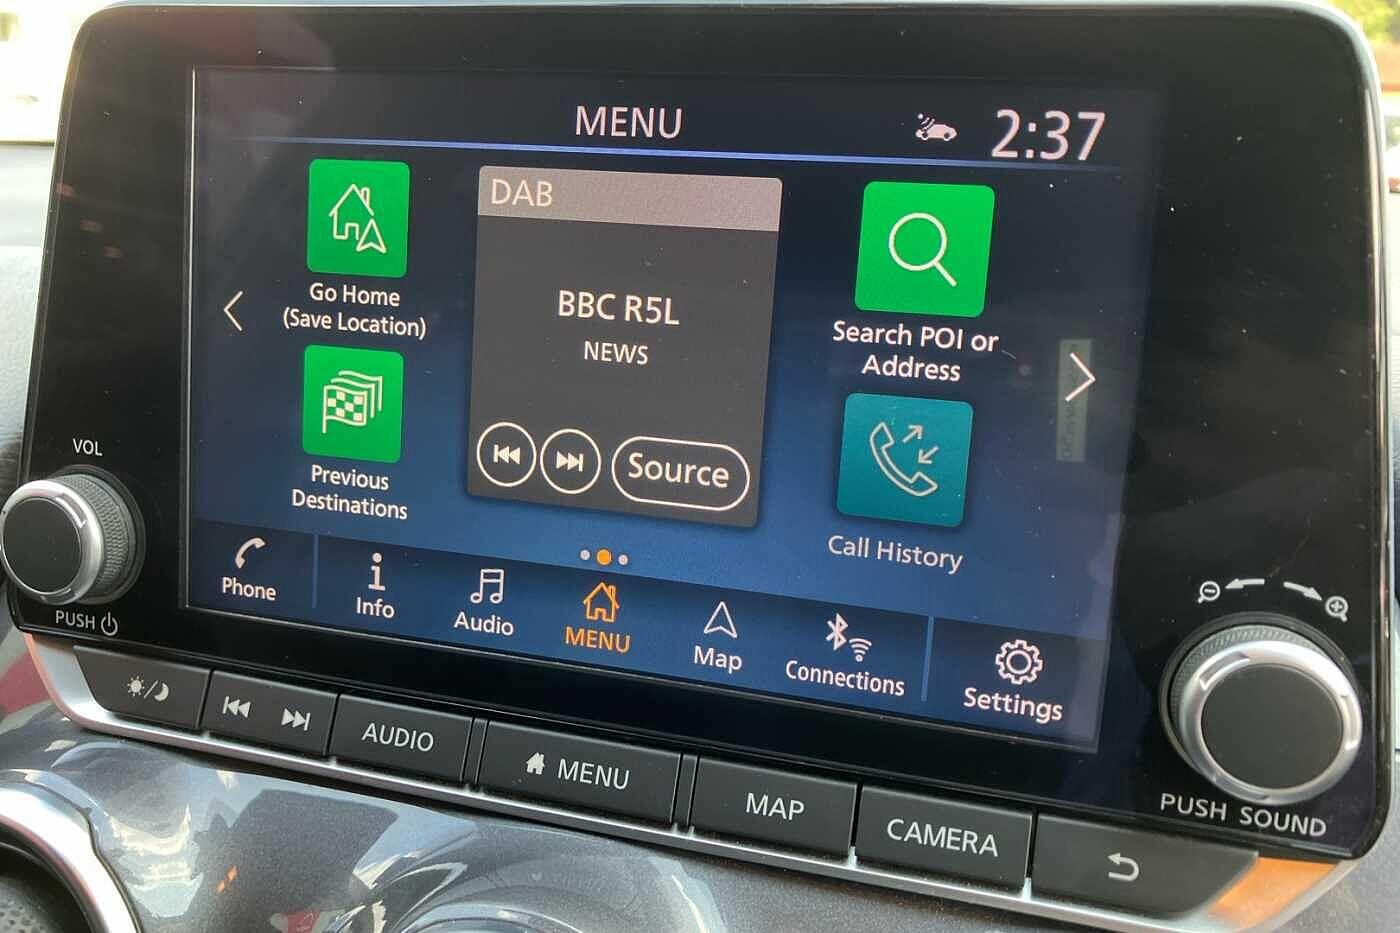 MENU
2:37
DAB
Go Home
(Save Location)
BBC R5L
NEWS
Search POI or
Address
Previous
Destinations
Source
Call History
Phone
Info
Audio
MENU
Map
Connections
Settings
VOL
PUSH
AUDIO
MENU
MAP
CAMERA
PUSH SOUND